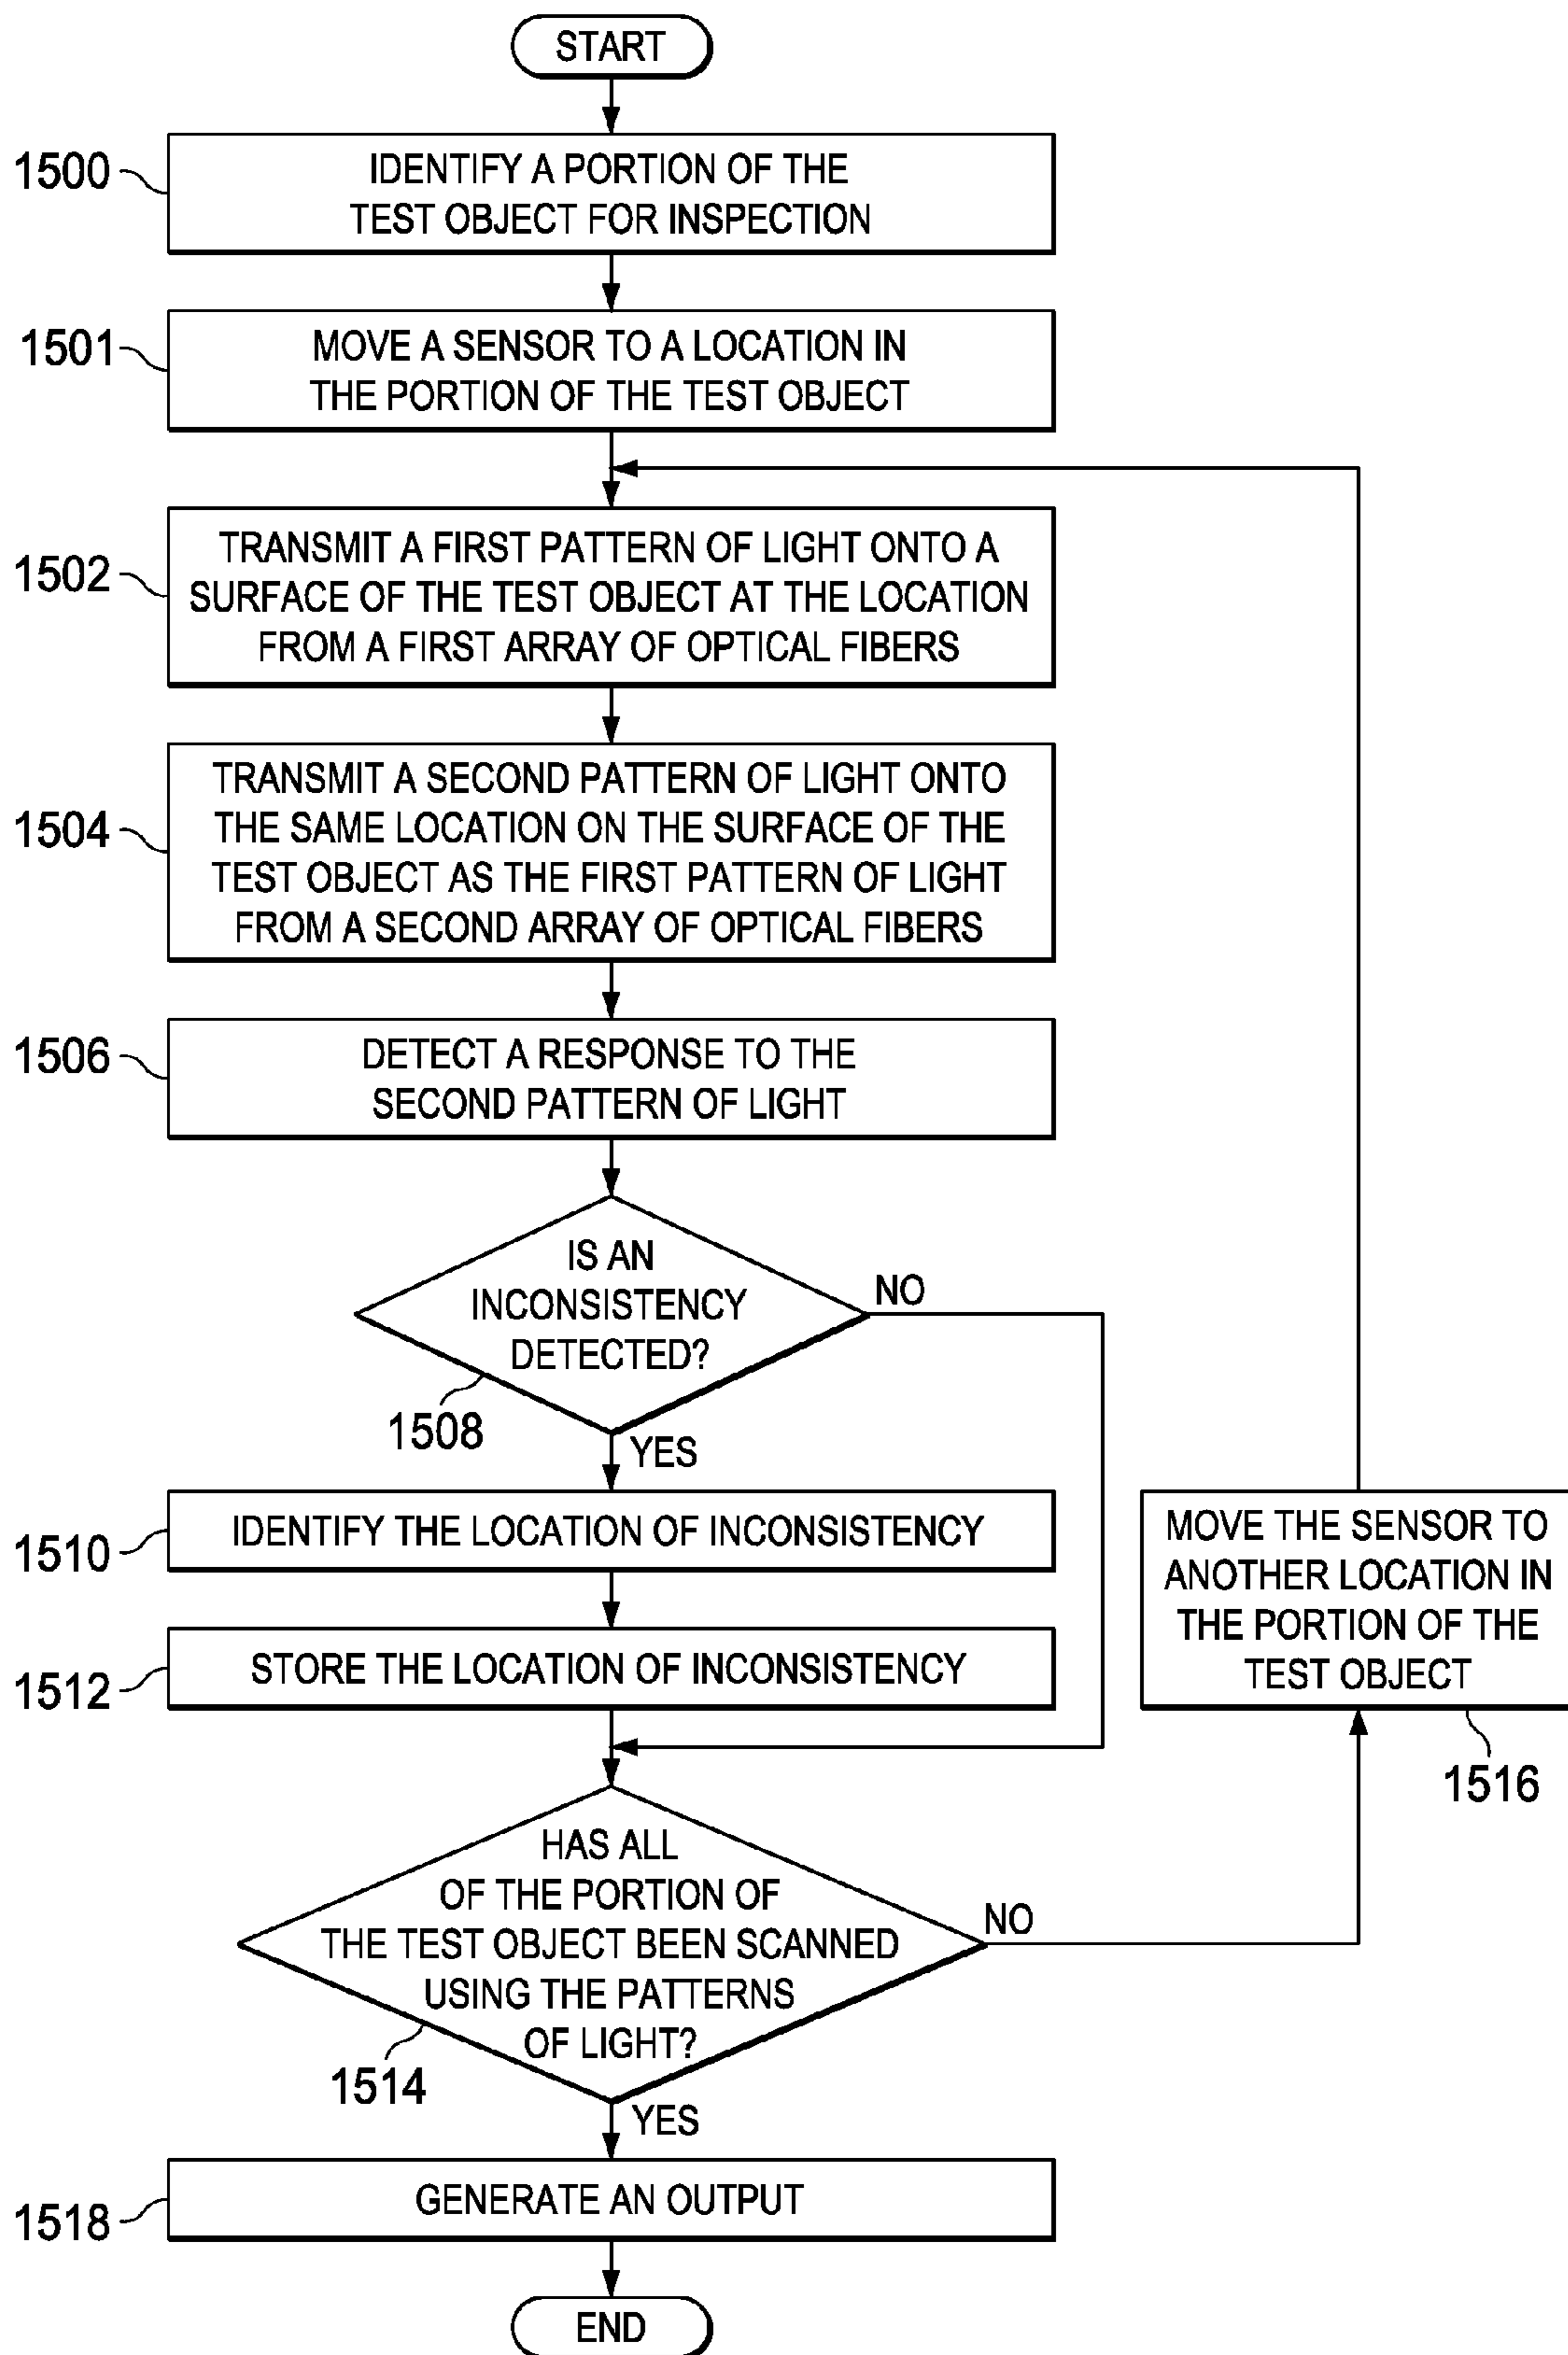 START
1500
IDENTIFY A PORTION OF THE
TEST OBJECT FOR INSPECTION
1501
MOVE A SENSOR TO A LOCATION IN
THE PORTION OF THE TEST OBJECT
1502
TRANSMIT A FIRST PATTERN OF LIGHT ONTO A
SURFACE OF THE TEST OBJECT AT THE LOCATION
FROM A FIRST ARRAY OF OPTICAL FIBERS
1504
TRANSMIT A SECOND PATTERN OF LIGHT ONTO
THE SAME LOCATION ON THE SURFACE OF THE
TEST OBJECT AS THE FIRST PATTERN OF LIGHT
FROM A SECOND ARRAY OF OPTICAL FIBERS
1506
DETECT A RESPONSE TO THE
SECOND PATTERN OF LIGHT
IS AN
INCONSISTENCY
DETECTED?
NO
1508
YES
1510
IDENTIFY THE LOCATION OF INCONSISTENCY
1512
STORE THE LOCATION OF INCONSISTENCY
MOVE THE SENSOR TO
ANOTHER LOCATION IN
THE PORTION OF THE
TEST OBJECT
1516
HAS ALL
OF THE PORTION OF
THE TEST OBJECT BEEN SCANNED
USING THE PATTERNS
OF LIGHT?
NO
1514
YES
1518
GENERATE AN OUTPUT
END